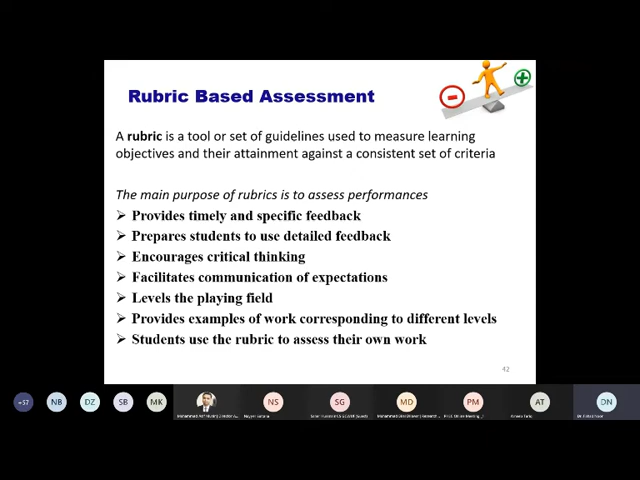 Rubric Based Assessment
A rubric is a tool or set of guidelines used to measure learning
objectives and their attainment against a consistent set of criteria
The main purpose of rubrics is to assess performances
➢ Provides timely and specific feedback
➢ Prepares students to use detailed feedback
➢ Encourages critical thinking
➢ Facilitates communication of expectations
➢ Levels the playing field
➢ Provides examples of work corresponding to different levels
➢ Students use the rubric to assess their own work
42
+57 NB DZ SB MK NS SG MD PM AT DN